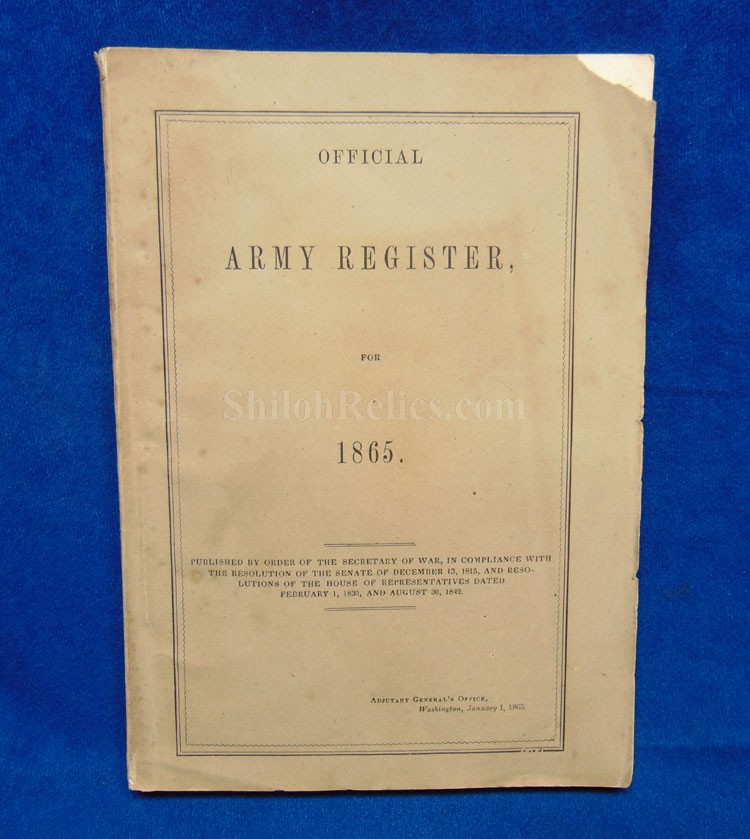 OFFICIAL
ARMY REGISTER,
FOR
ShilohRelics.com
1865.
PUBLISHED BY ORDER OF THE SECRETARY OF WAR, IN COMPLIANCE WITH
THE RESOLUTION OF THE SENATE OF DECEMBER 13, 1815, AND RESO-
LUTIONS OF THE HOUSE OF REPRESENTATIVES DATED
FEBRUARY 1, 1830, AND AUGUST 30, 1842.
ADJUTANT GENERAL'S OFFICE,
Washington, January 1, 1865.